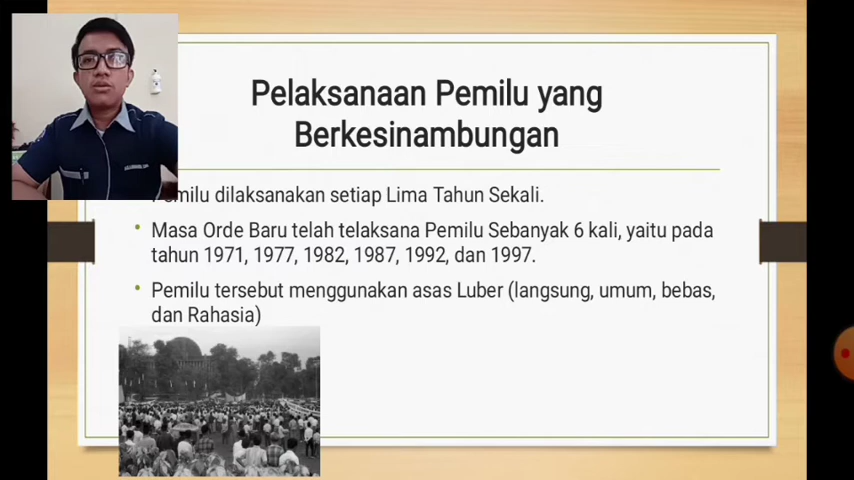 Pelaksanaan Pemilu yang
Berkesinambungan
Pemilu dilaksanakan setiap Lima Tahun Sekali.
• Masa Orde Baru telah telaksana Pemilu Sebanyak 6 kali, yaitu pada
tahun 1971, 1977, 1982, 1987, 1992, dan 1997.
• Pemilu tersebut menggunakan asas Luber (langsung, umum, bebas,
dan Rahasia)